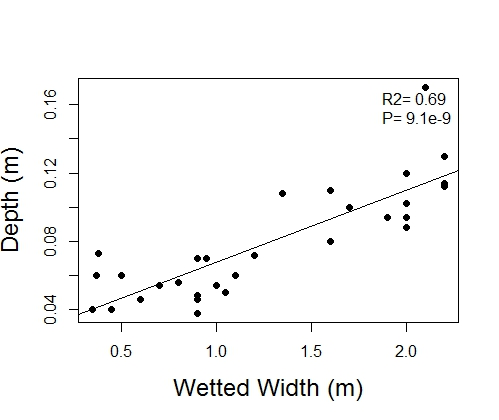 R2= 0.69
P= 9.1e-9
Depth (m)
0.16
0.12
0.08
0.04
0.5 1.0 1.5 2.0
Wetted Width (m)